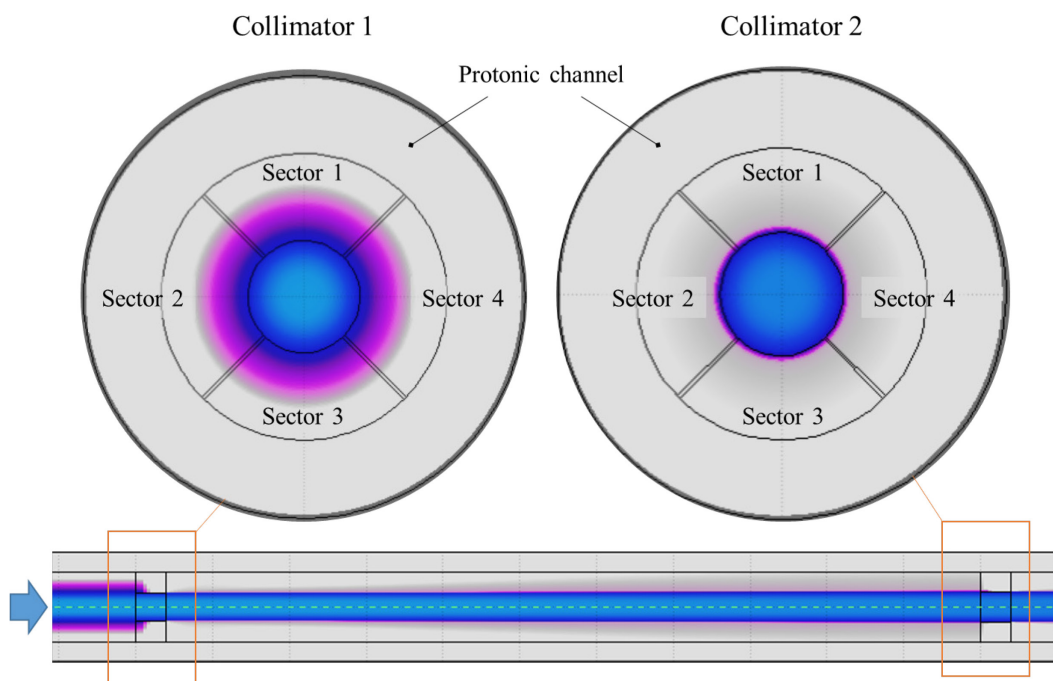 Collimator 1
Collimator 2
Protonic channel
Sector 1
Sector 2
Sector 4
Sector 3
Sector 1
Sector 2
Sector 4
Sector 3